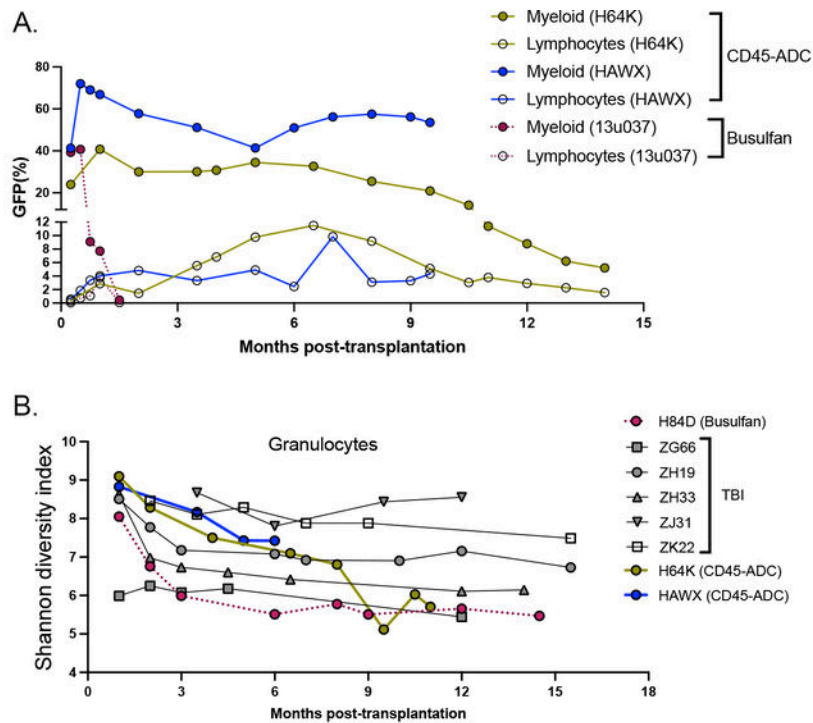 A.
Myeloid (H64K)
Lymphocytes (H64K)
Myeloid (HAWX)
Lymphocytes (HAWX)
CD45-ADC
Myeloid (13u037)
Lymphocytes (13u037)
Busulfan
GFP(%)
80
60
40
20
12
10
8
6
4
2
0
0 3 6 9 12 15
Months post-transplantation
B.
Granulocytes
H84D (Busulfan)
ZG66
ZH19
ZH33
ZJ31
ZK22
TBI
H64K (CD45-ADC)
HAWX (CD45-ADC)
Shannon diversity index
10
9
8
7
6
5
4
0 3 6 9 12 15 18
Months post-transplantation